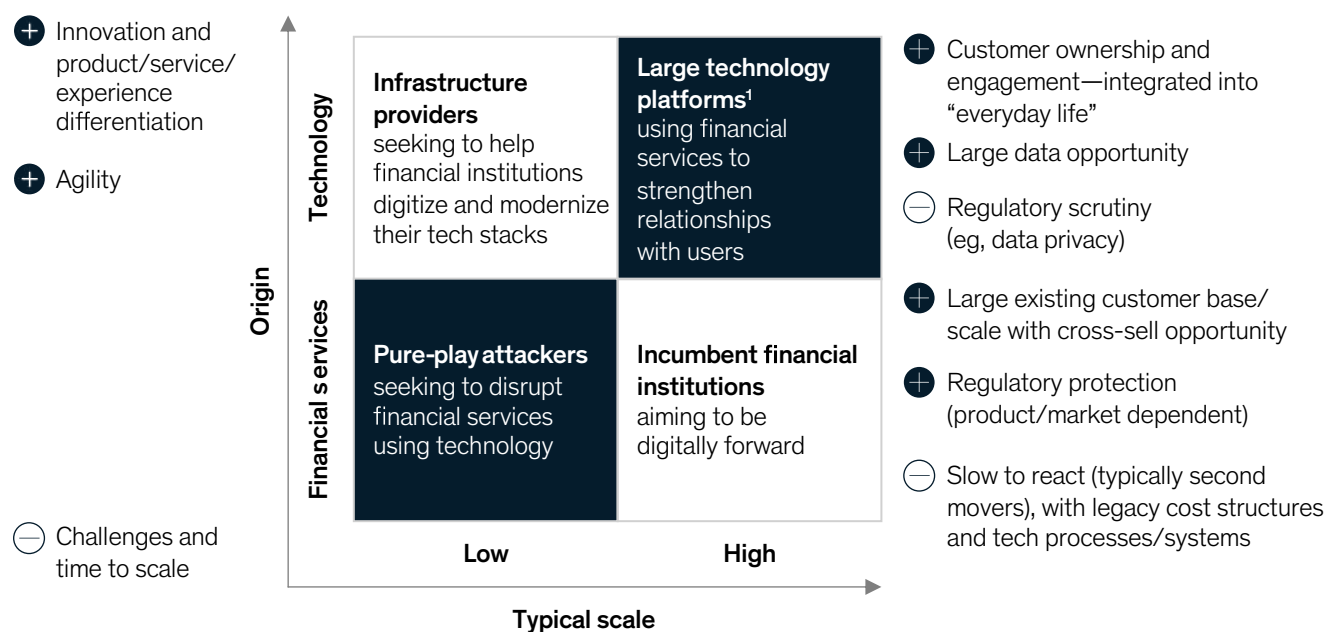 Innovation and
product/service/
experience
differentiation
Agility
Challenges and
time to scale
Origin
Technology
Financial services
Infrastructure
providers
seeking to help
financial institutions
digitize and modernize
their tech stacks
Large technology
platforms¹
using financial
services to
strengthen
relationships
with users
Pure-play attackers
seeking to disrupt
financial services
using technology
Incumbent financial
institutions
aiming to be
digitally forward
Low
High
Typical scale
Customer ownership and
engagement—integrated into
“everyday life”
Large data opportunity
Regulatory scrutiny
(eg, data privacy)
Large existing customer base/
scale with cross-sell opportunity
Regulatory protection
(product/market dependent)
Slow to react (typically second
movers), with legacy cost structures
and tech processes/systems